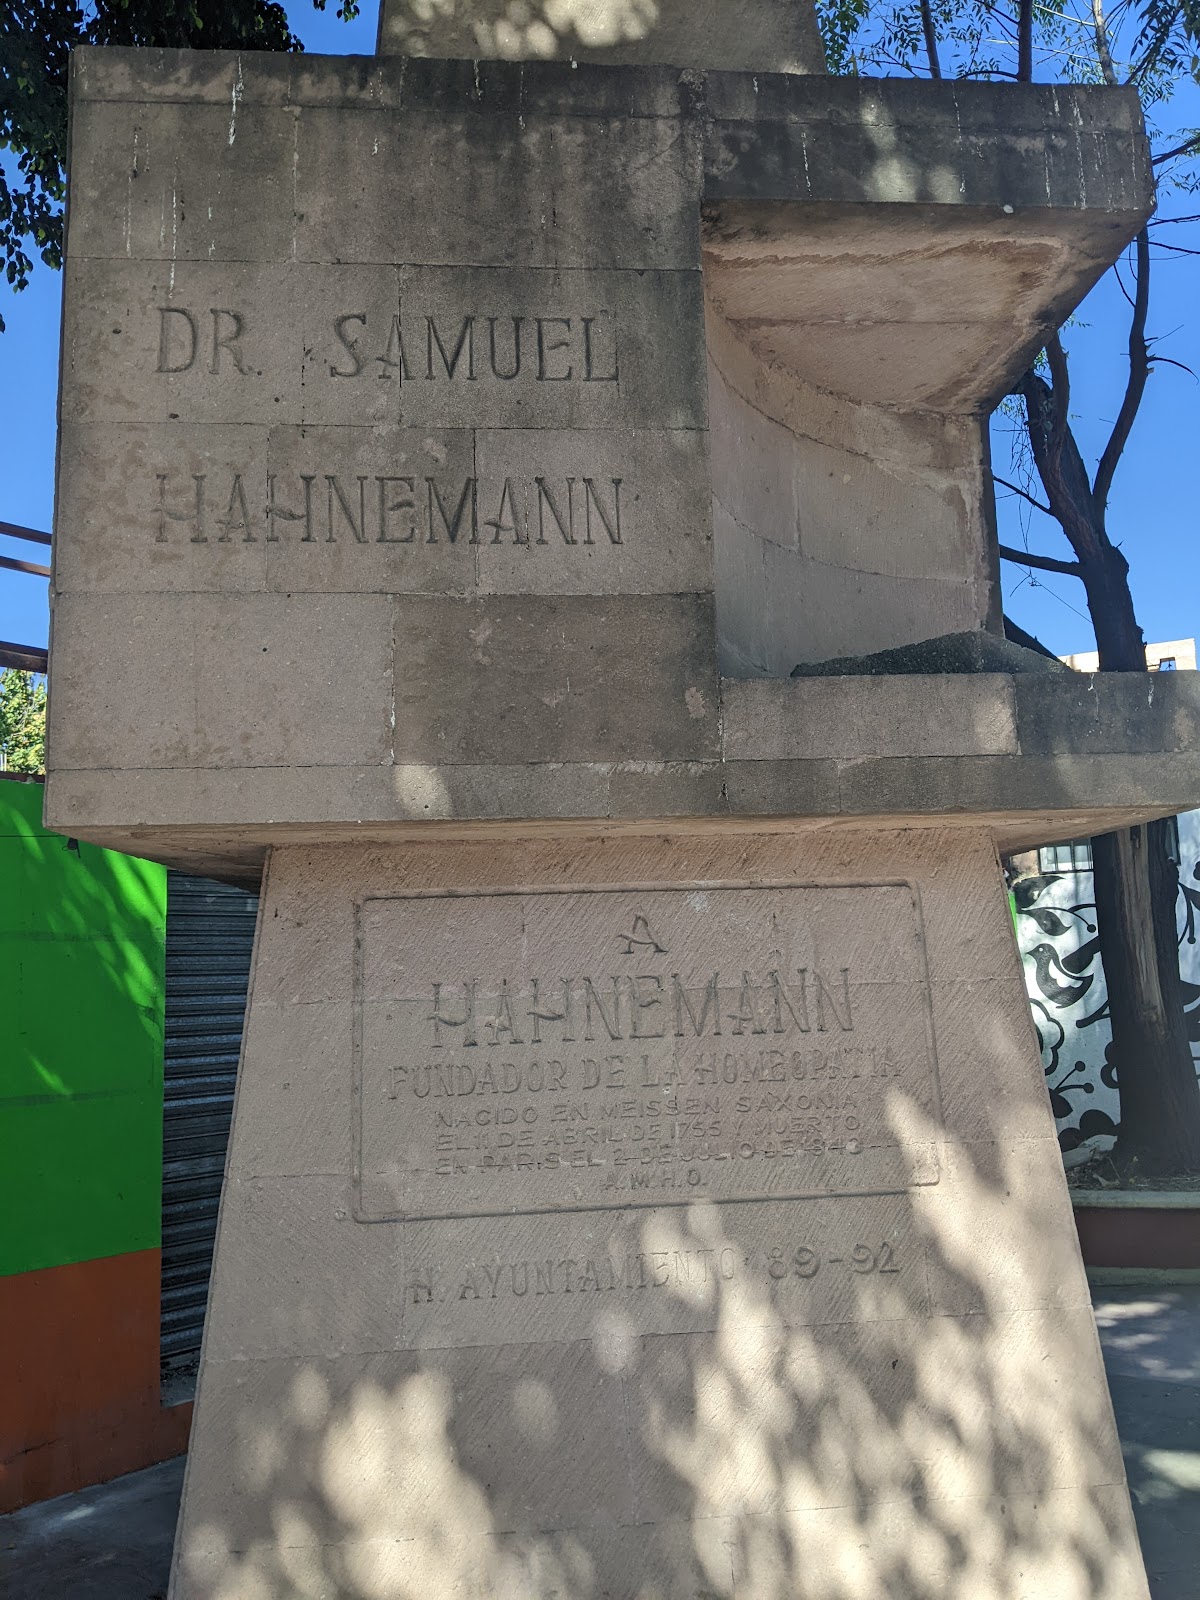 DR. SAMUEL
HAHNEMANN
A
HAHNEMANN
FUNDADOR DE LA HOMEOPATIA
NACIDO EN MEISSEN SAXONIA
EL 11 DE ABRIL DE 1755 Y MUERTO
EN PARIS EL 2 DE JULIO DE 1843
A.M.H.O.
H. AYUNTAMIENTO 89-92